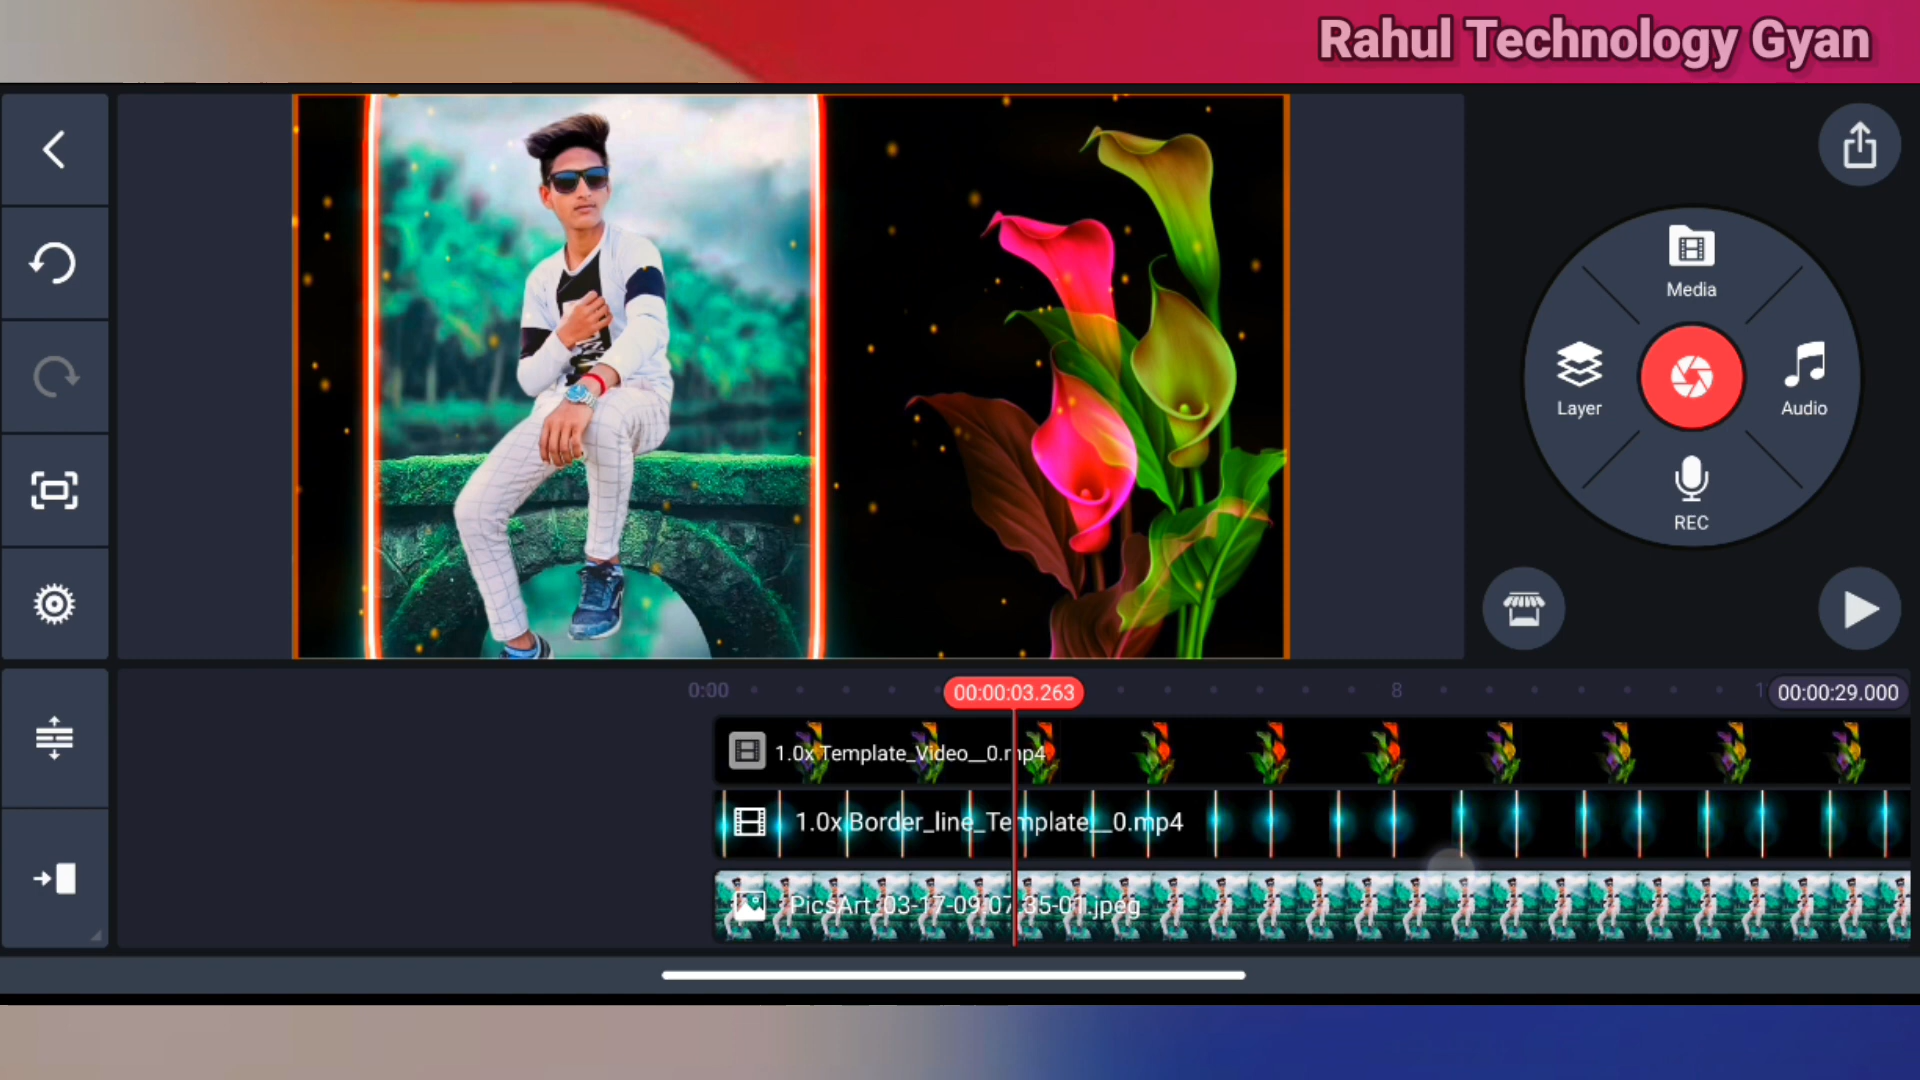 Rahul Technology Gyan
Media
Layer
Audio
REC
0:00
00:00:03.263
8
00:00:29.000
1.0x Template_Video__0.mp4
1.0x Border_line_Template__0.mp4
PicsArt_03-17-09.07.35-01.jpeg